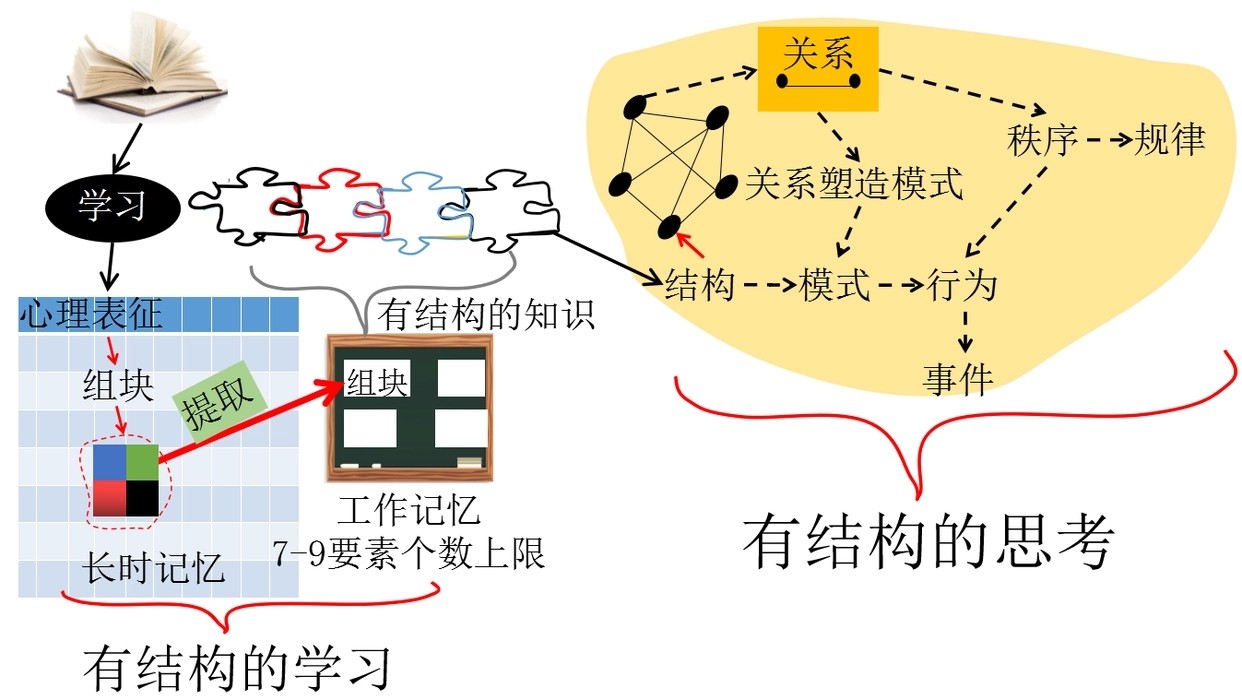 学习
心理表征
组块
提取
长时记忆
有结构的学习
有结构的知识
组块
工作记忆
7-9要素个数上限
关系
秩序
规律
关系塑造模式
结构
模式
行为
事件
有结构的思考